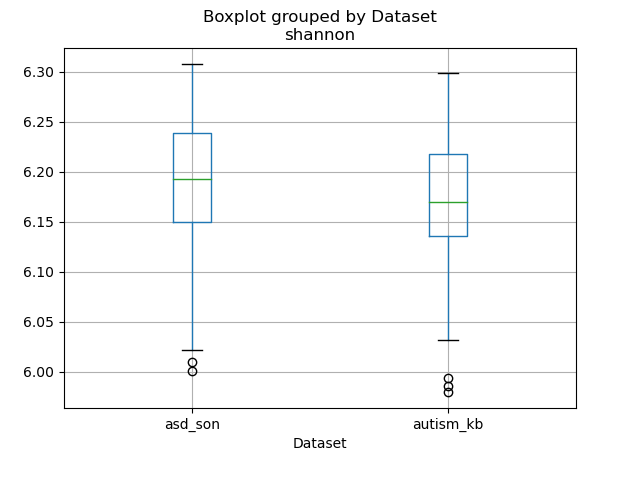 Boxplot grouped by Dataset
shannon
6.30
6.25
6.20
6.15
6.10
6.05
6.00
asd_son
autism_kb
Dataset